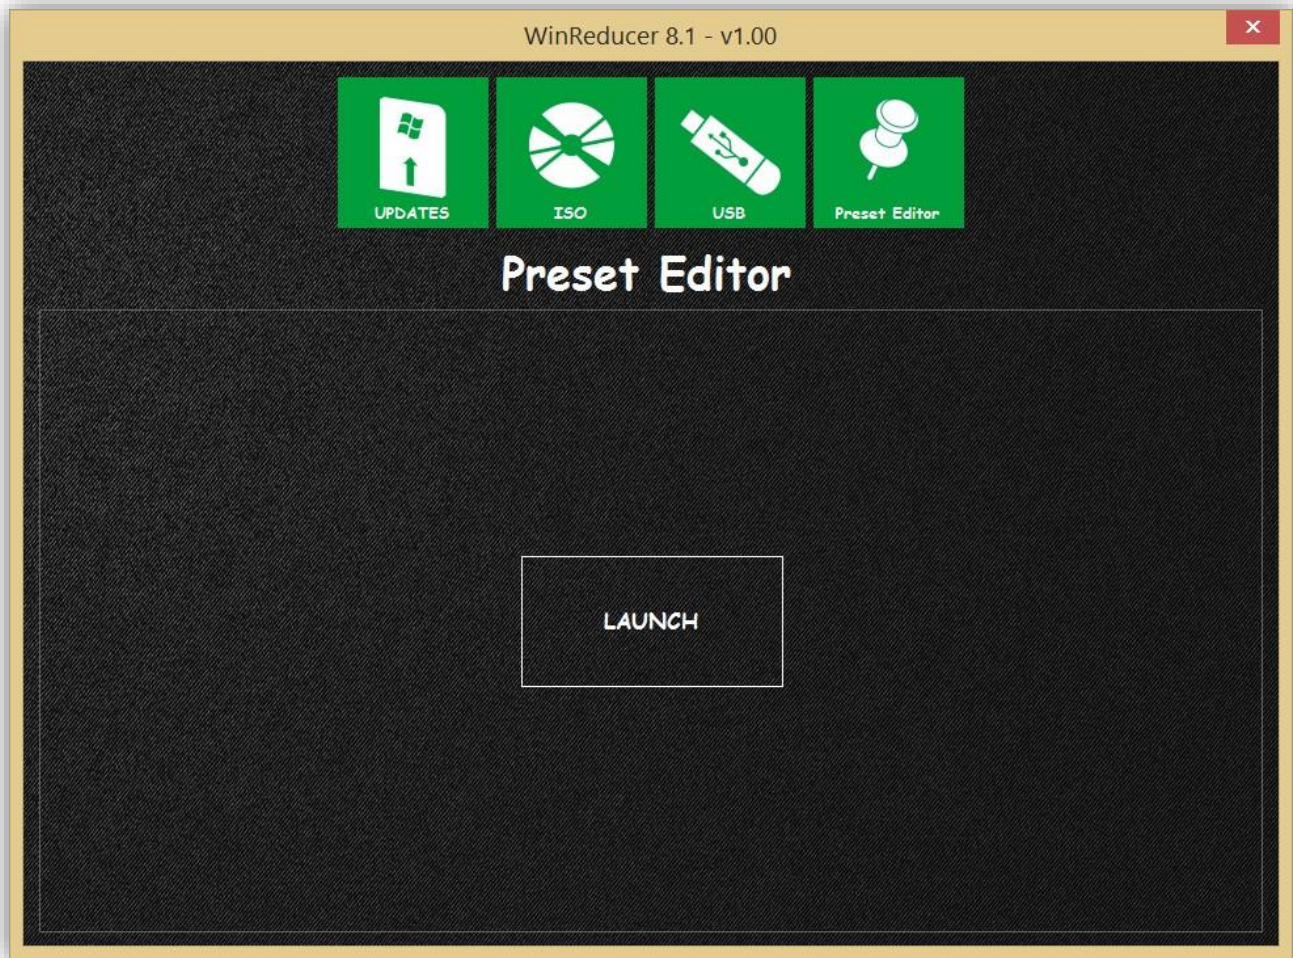 WinReducer 8.1 - v1.00
UPDATES
ISO
USB
Preset Editor
Preset Editor
LAUNCH